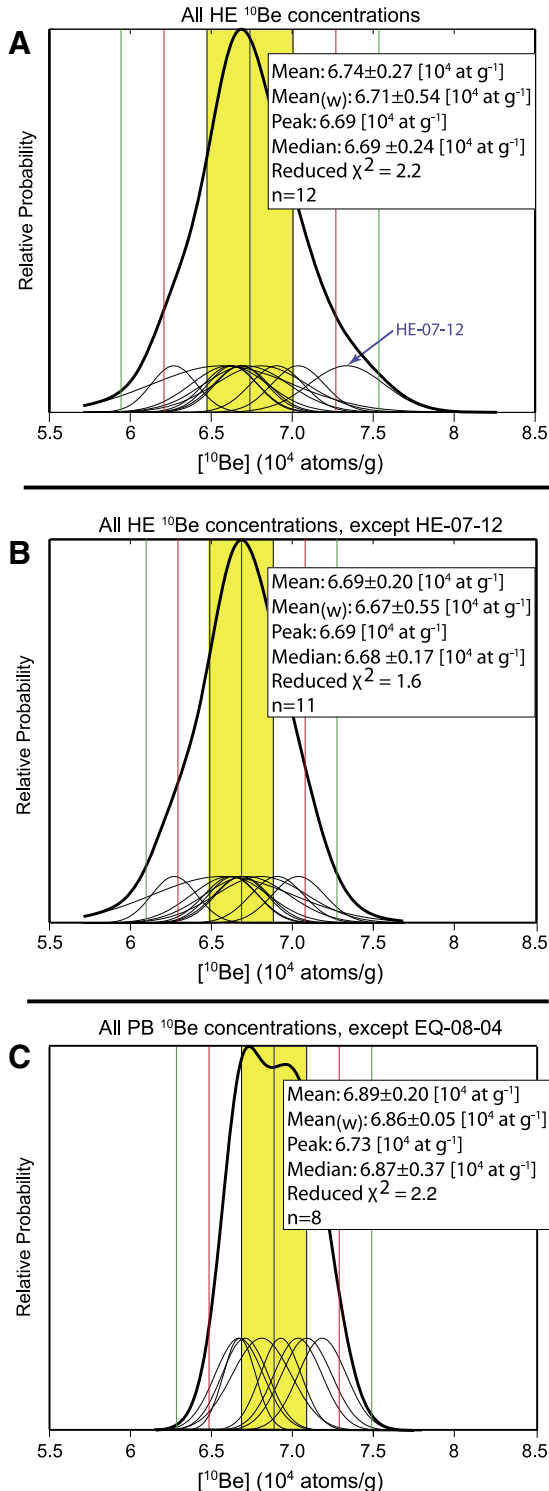 A
All HE ¹⁰Be concentrations
Mean: 6.74±0.27 [10⁴ at g⁻¹]
Mean(w): 6.71±0.54 [10⁴ at g⁻¹]
Peak: 6.69 [10⁴ at g⁻¹]
Median: 6.69 ±0.24 [10⁴ at g⁻¹]
Reduced χ² = 2.2
n=12
HE-07-12
Relative Probability
5.5 6 6.5 7.0 7.5 8 8.5
[¹⁰Be] (10⁴ atoms/g)
B
All HE ¹⁰Be concentrations, except HE-07-12
Mean: 6.69±0.20 [10⁴ at g⁻¹]
Mean(w): 6.67±0.55 [10⁴ at g⁻¹]
Peak: 6.69 [10⁴ at g⁻¹]
Median: 6.68 ±0.17 [10⁴ at g⁻¹]
Reduced χ² = 1.6
n=11
Relative Probability
5.5 6 6.5 7.0 7.5 8 8.5
[¹⁰Be] (10⁴ atoms/g)
All PB ¹⁰Be concentrations, except EQ-08-04
C
Mean: 6.89±0.20 [10⁴ at g⁻¹]
Mean(w): 6.86±0.05 [10⁴ at g⁻¹]
Peak: 6.73 [10⁴ at g⁻¹]
Median: 6.87±0.37 [10⁴ at g⁻¹]
Reduced χ² = 2.2
n=8
Relative Probability
5.5 6 6.5 7.0 7.5 8 8.5
[¹⁰Be] (10⁴ atoms/g)